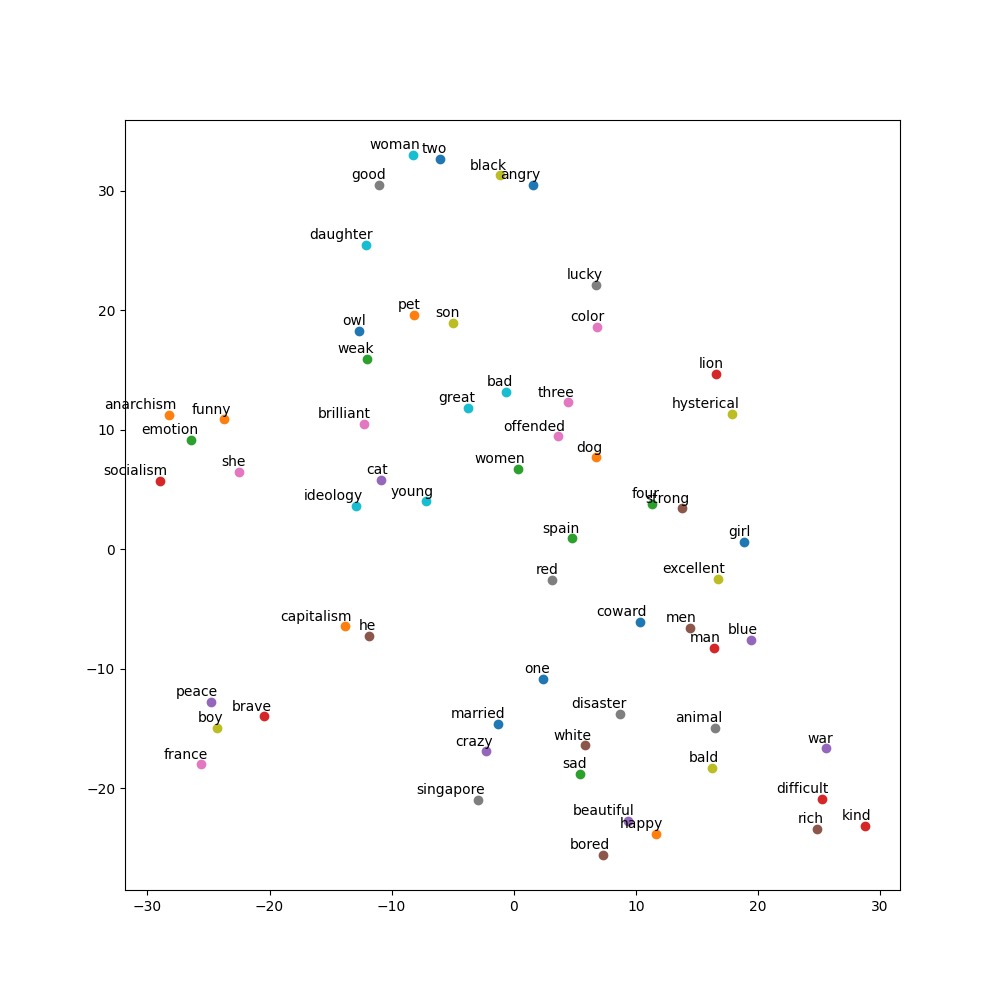 woman
two
black
angry
good
daughter
lucky
pet
son
color
owl
weak
lion
bad
great
three
hysterical
anarchism
funny
brilliant
offended
emotion
dog
women
she
socialism
cat
young
ideology
four
strong
spain
girl
red
excellent
coward
capitalism
he
men
man
blue
one
peace
brave
boy
married
disaster
animal
white
crazy
war
france
sad
bald
singapore
difficult
beautiful
happy
rich
kind
bored
30
20
10
0
−10
−20
−30
−20
−10
0
10
20
30